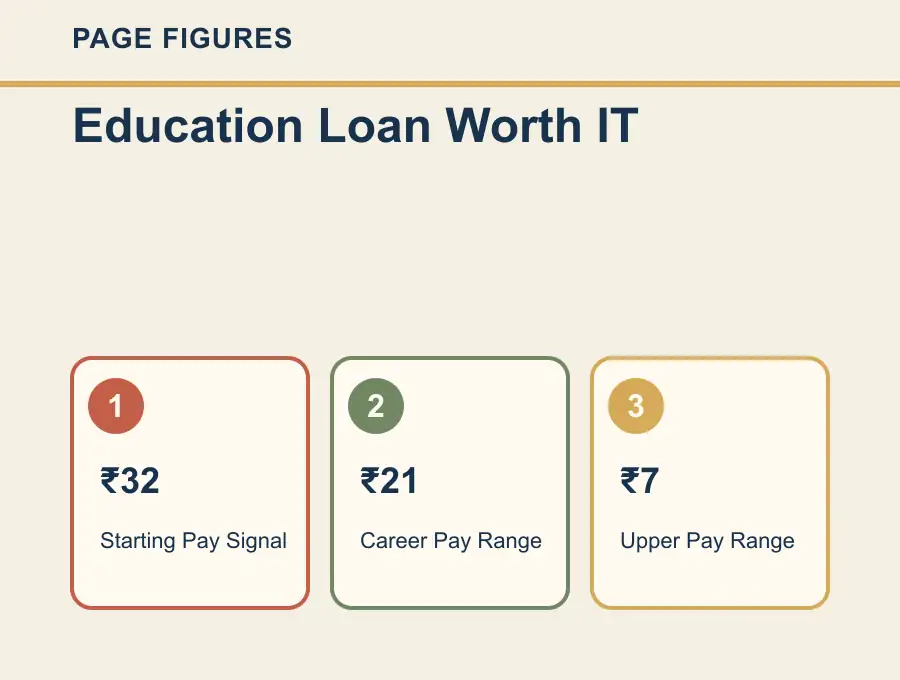 PAGE FIGURES
Education Loan Worth IT
1
₹32
Starting Pay Signal
2
₹21
Career Pay Range
3
₹7
Upper Pay Range